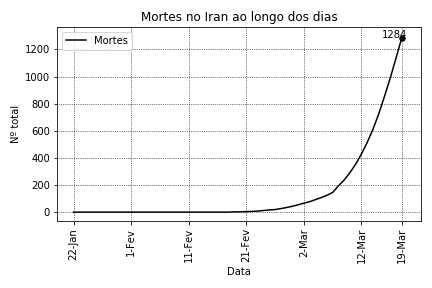 Mortes no Iran ao longo dos dias
Mortes
1284
1200
1000
800
600
400
200
0
Nº total
22-Jan
1-Fev
11-Fev
21-Fev
2-Mar
12-Mar
19-Mar
Data